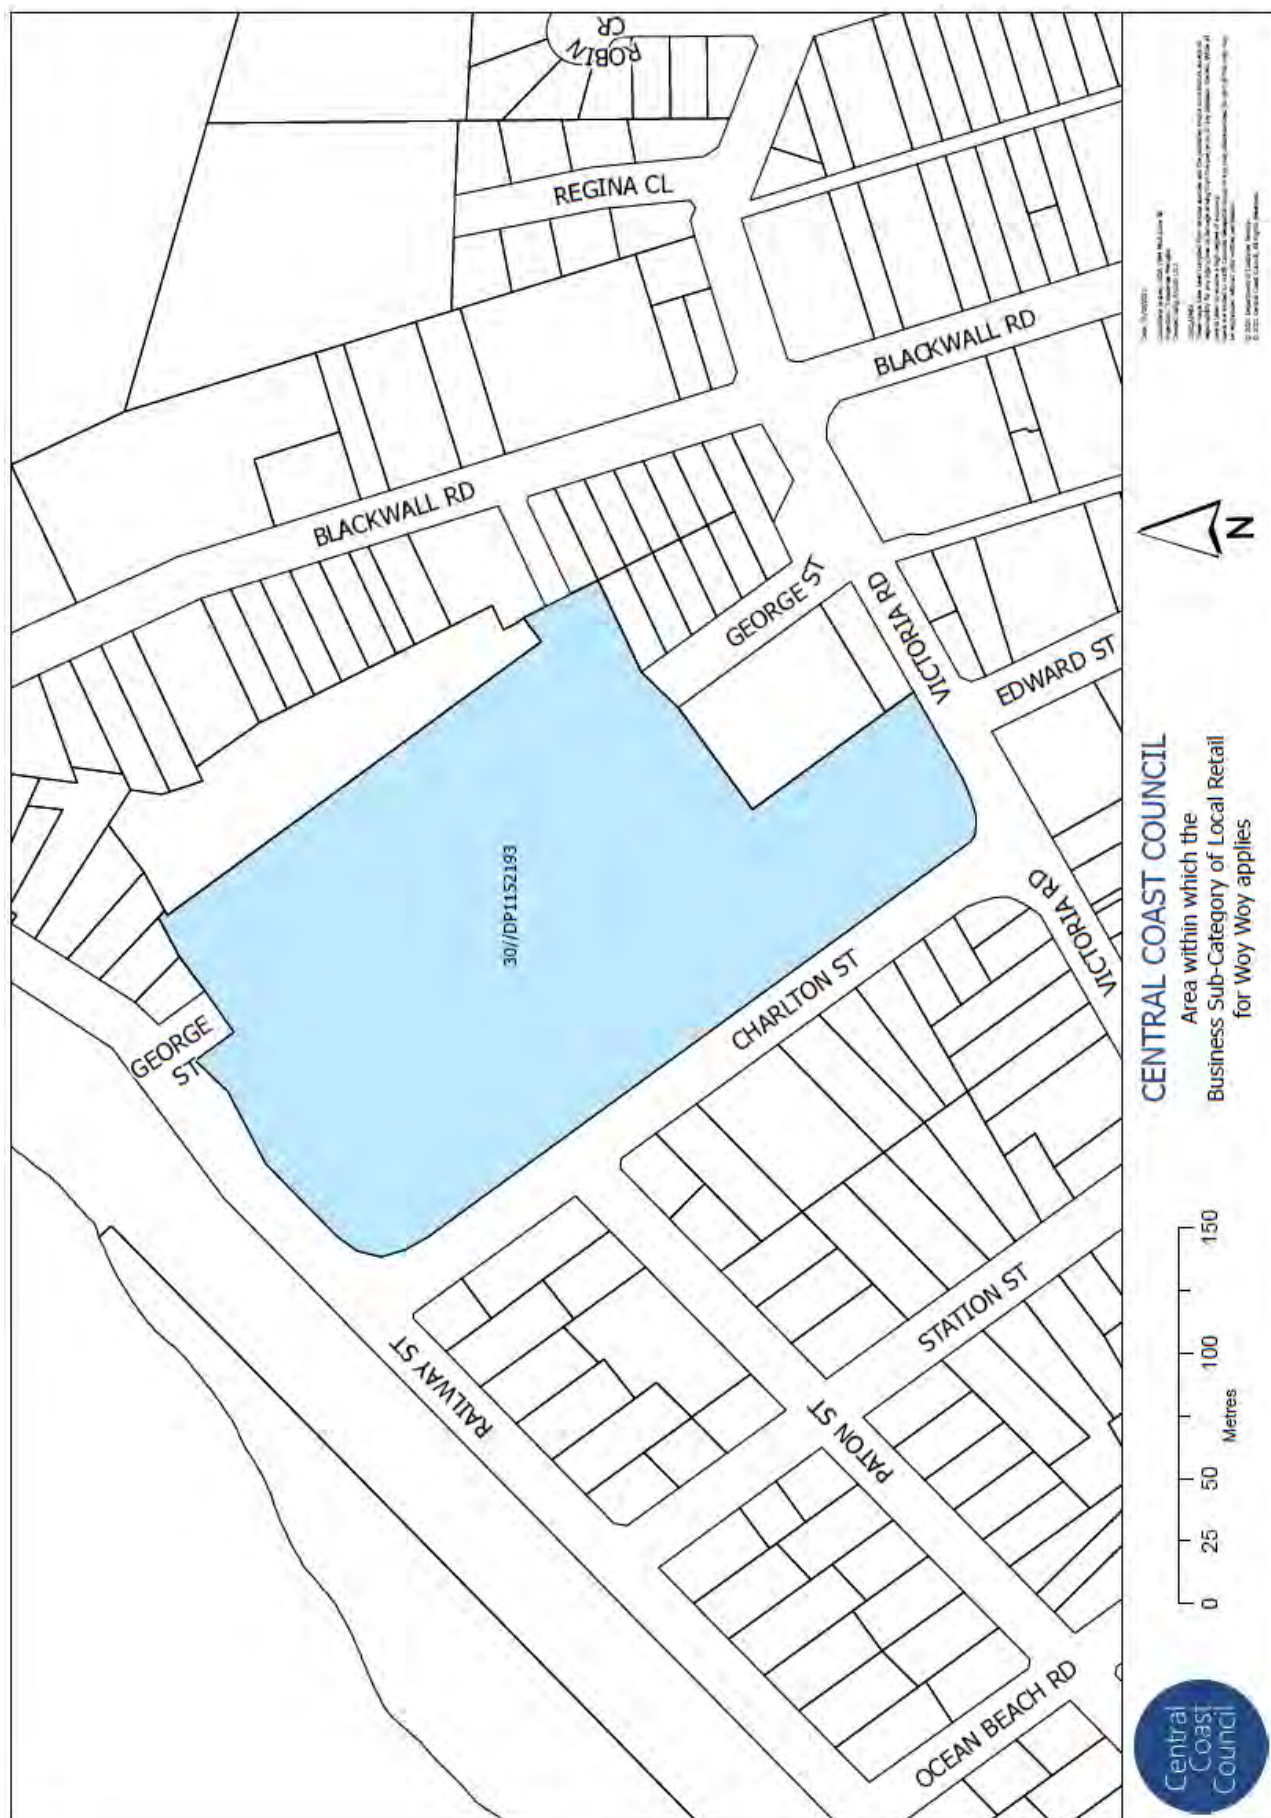 ROBIN
CR
REGINA CL
BLACKWALL RD
BLACKWALL RD
GEORGE ST
VICTORIA RD
EDWARD ST
30//DP1152193
GEORGE
ST
CHARLTON ST
VICTORIA RD
RAILWAY ST
STATION ST
PATON ST
OCEAN BEACH RD
Central
Coast
Council
0 25 50 100 150
Metres
CENTRAL COAST COUNCIL
Area within which the
Business Sub-Category of Local Retail
for Woy Woy applies
N